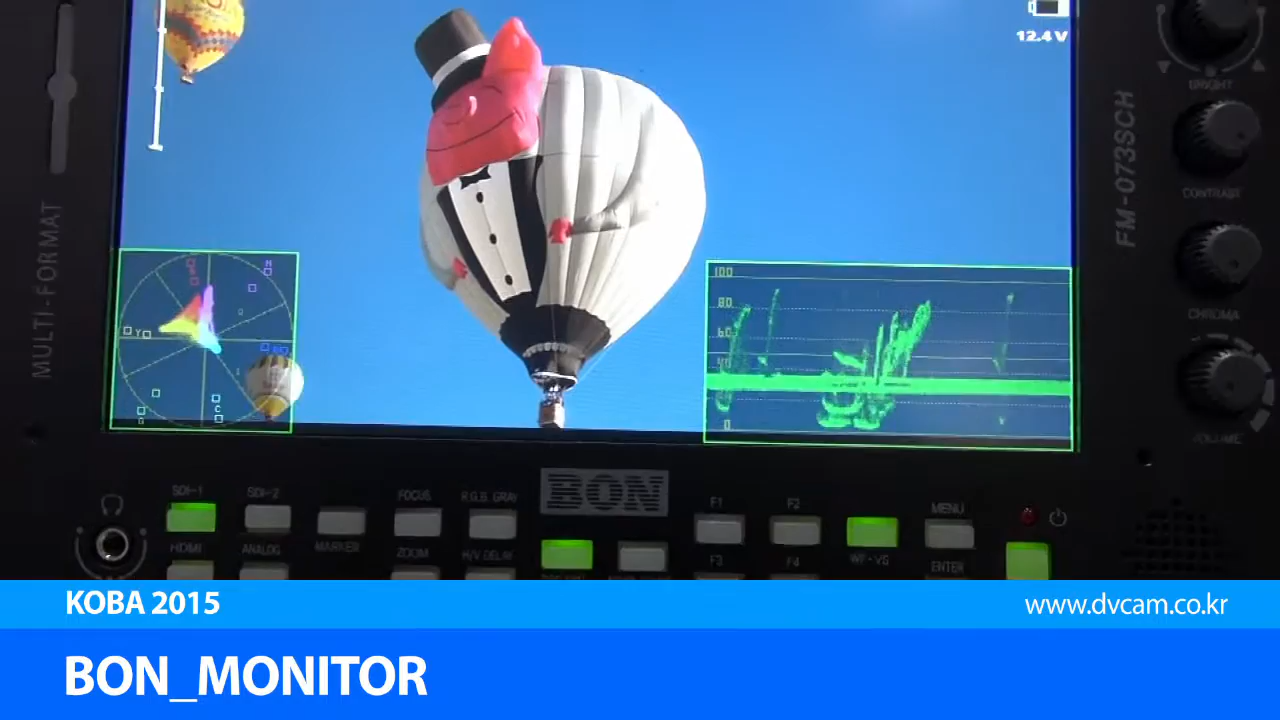 12.4 V
BRIGHT
CONTRAST
CHROMA
VOLUME
FM-073SCH
MULTI-FORMAT
100
80
60
40
0
BON
SDI-1
SDI-2
FOCUS
R.G.B. GRAY
F1
F2
MENU
HDMI
ANALOG
MARKER
ZOOM
H/V DELAY
F3
F4
WF-VS
ENTER
KOBA 2015
www.dvcam.co.kr
BON_MONITOR